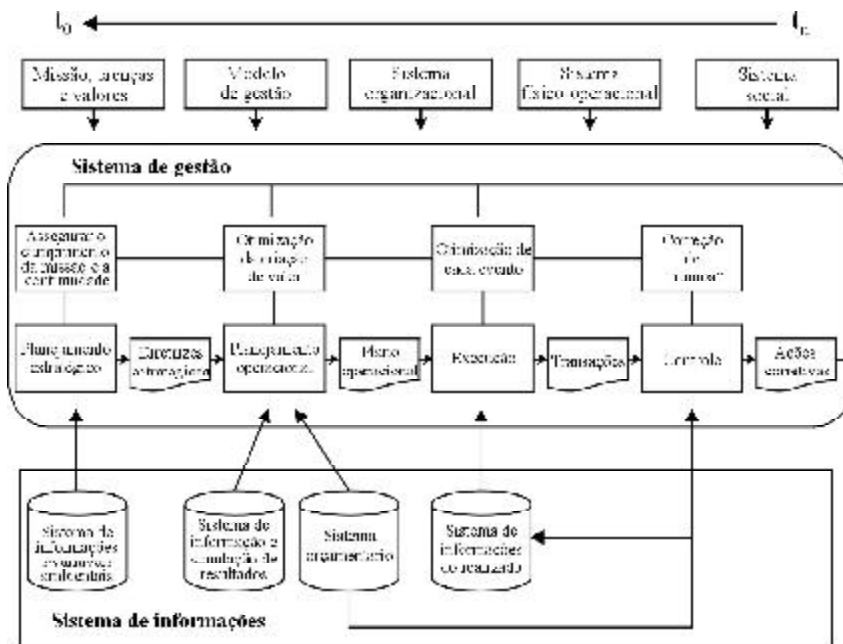 t₀ tₙ
Missão, crenças
e valores
Modelo
de gestão
Sistema
organizacional
Sistema
físico-operacional
Sistema
social
Sistema de gestão
Assegurar o
cumprimento
da missão e a
continuidade
Otimização
da criação
de valor
Otimização de
cada evento
Correção
de
Planejamento
estratégico
Diretrizes
estratégicas
Planejamento
operacional
Plano
operacional
Execução
Transações
Controle
Ações
corretivas
Sistema de
informações
ambientais
Sistema de
informação e
simulação de
resultados
Sistema
orçamentário
Sistema de
informações
do realizado
Sistema de informações